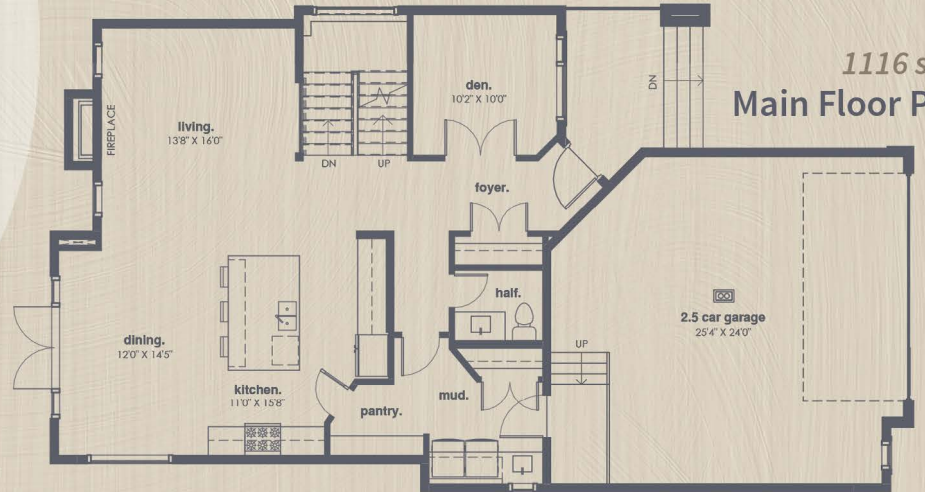 1116 s
Main Floor P
den.
10'2" X 10'0"
DN
living.
13'8" X 16'0"
FIREPLACE
DN
UP
foyer.
half.
2.5 car garage
25'4" X 24'0"
dining.
12'0" X 14'5"
UP
kitchen.
11'0" X 15'8"
mud.
pantry.